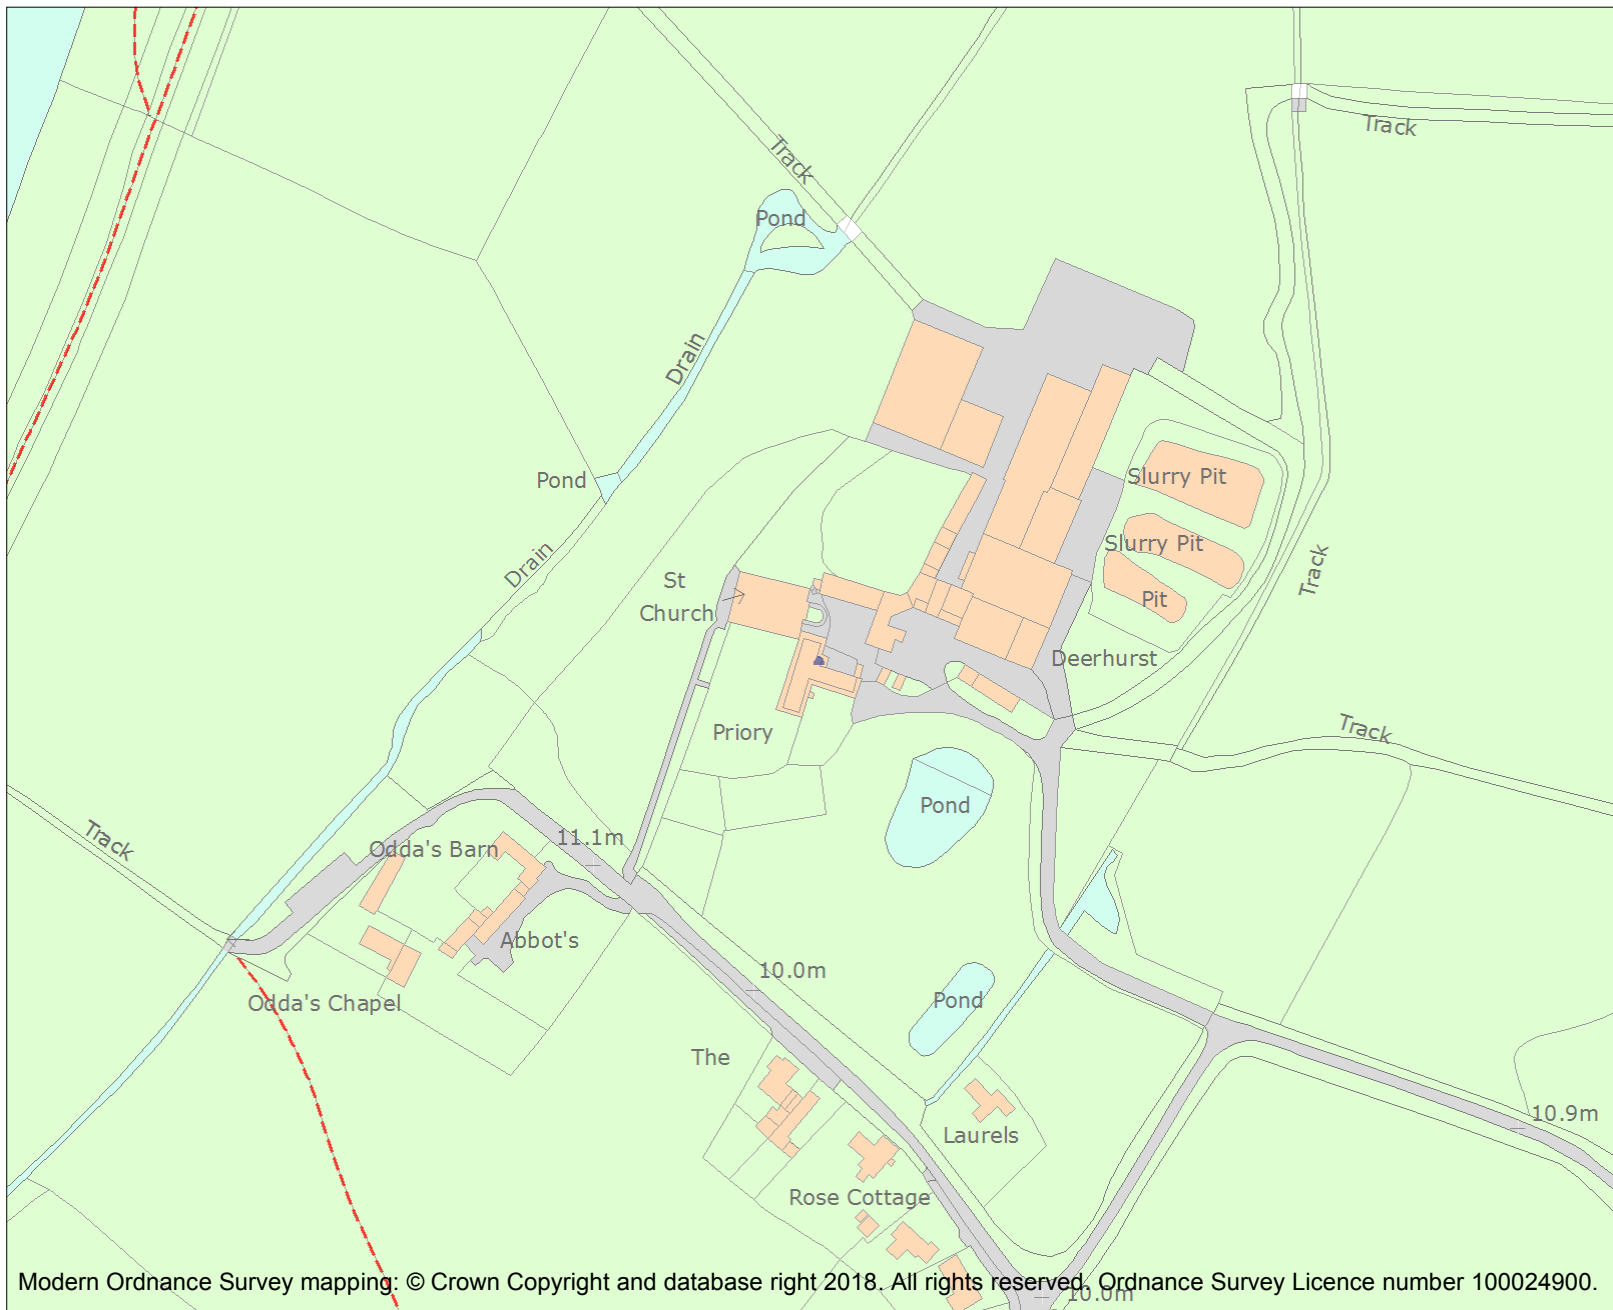 Track
Track
Pond
Drain
Pond
Slurry Pit
Slurry Pit
Drain
Track
St
Church
Pit
Deerhurst
Priory
Track
Pond
Track
11.1m
Odda's Barn
Abbot's
10.0m
Odda's Chapel
Pond
The
10.9m
Laurels
Rose Cottage
10.0m
Modern Ordnance Survey mapping: © Crown Copyright and database right 2018. All rights reserved. Ordnance Survey Licence number 100024900.